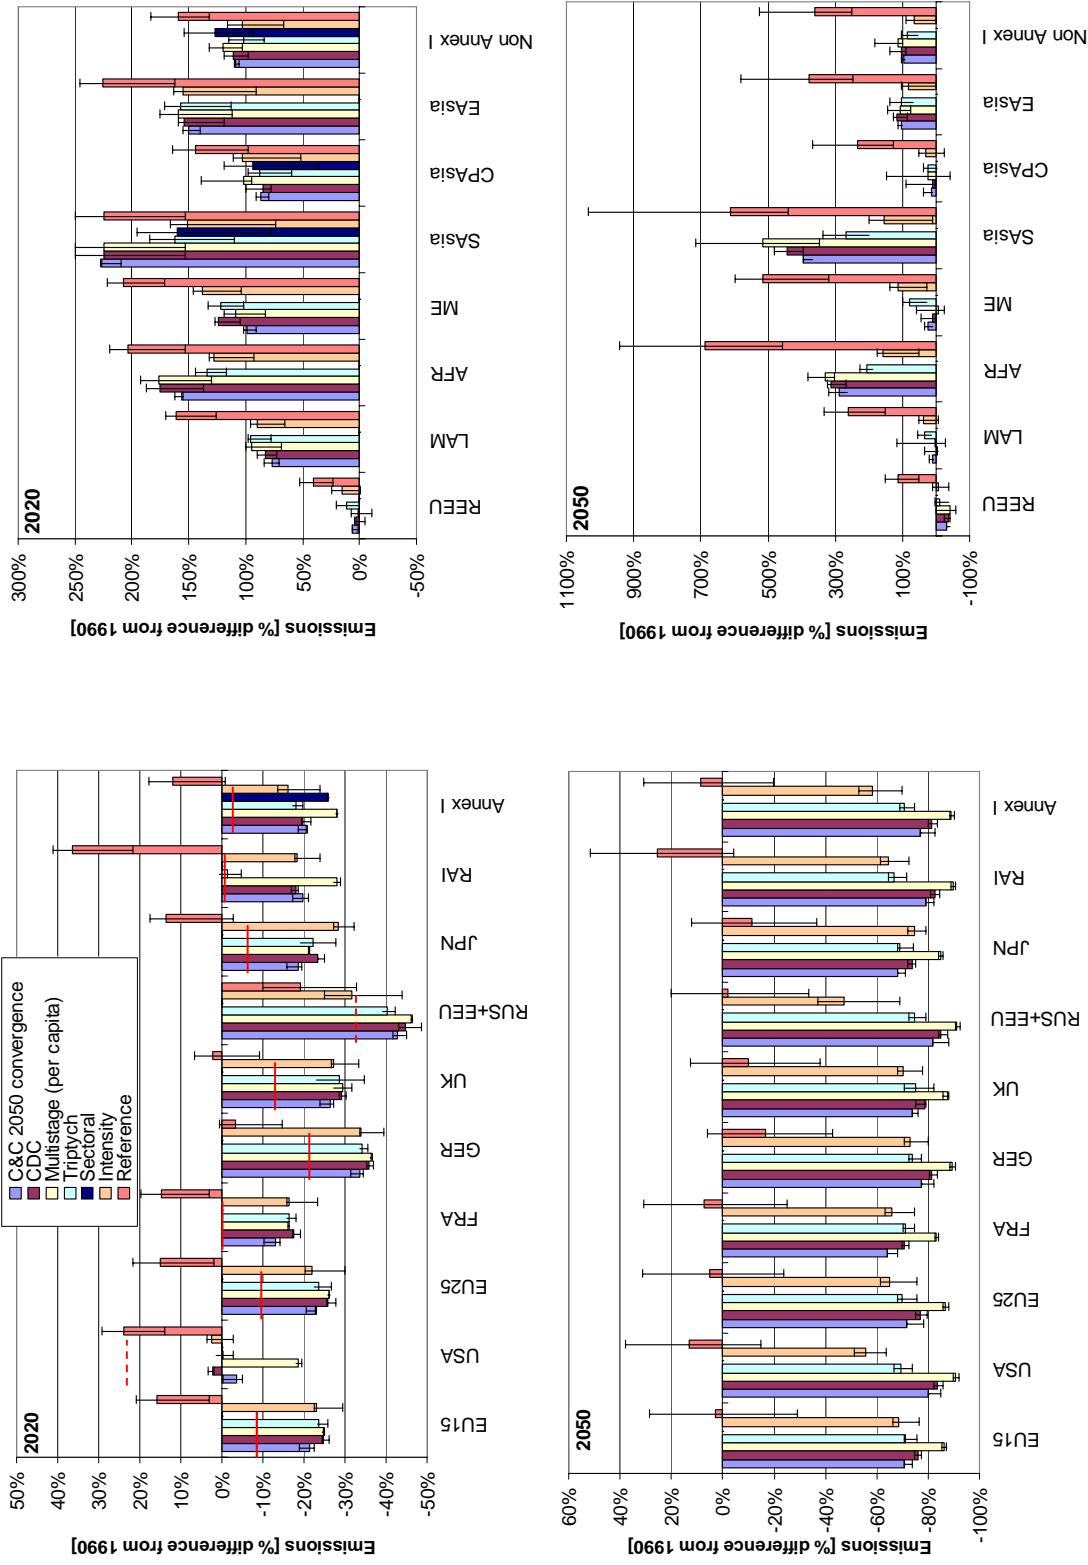 2020
50%
40%
30%
20%
10%
0%
-10%
-20%
-30%
-40%
-50%
Emissions [% difference from 1990]
EU15
USA
EU25
FRA
GER
UK
RUS+EEU
JPN
RAI
Annex I
C&C 2050 convergence
CDC
Multistage (per capita)
Triptych
Sectoral
Intensity
Reference
2020
300%
250%
200%
150%
100%
50%
0%
-50%
Emissions [% difference from 1990]
REEU
LAM
AFR
ME
SAsia
CPAsia
EAsia
Non Annex I
2050
60%
40%
20%
0%
-20%
-40%
-60%
-80%
-100%
Emissions [% difference from 1990]
EU15
USA
EU25
FRA
GER
UK
RUS+EEU
JPN
RAI
Annex I
2050
1100%
900%
700%
500%
300%
100%
-100%
Emissions [% difference from 1990]
REEU
LAM
AFR
ME
SAsia
CPAsia
EAsia
Non Annex I